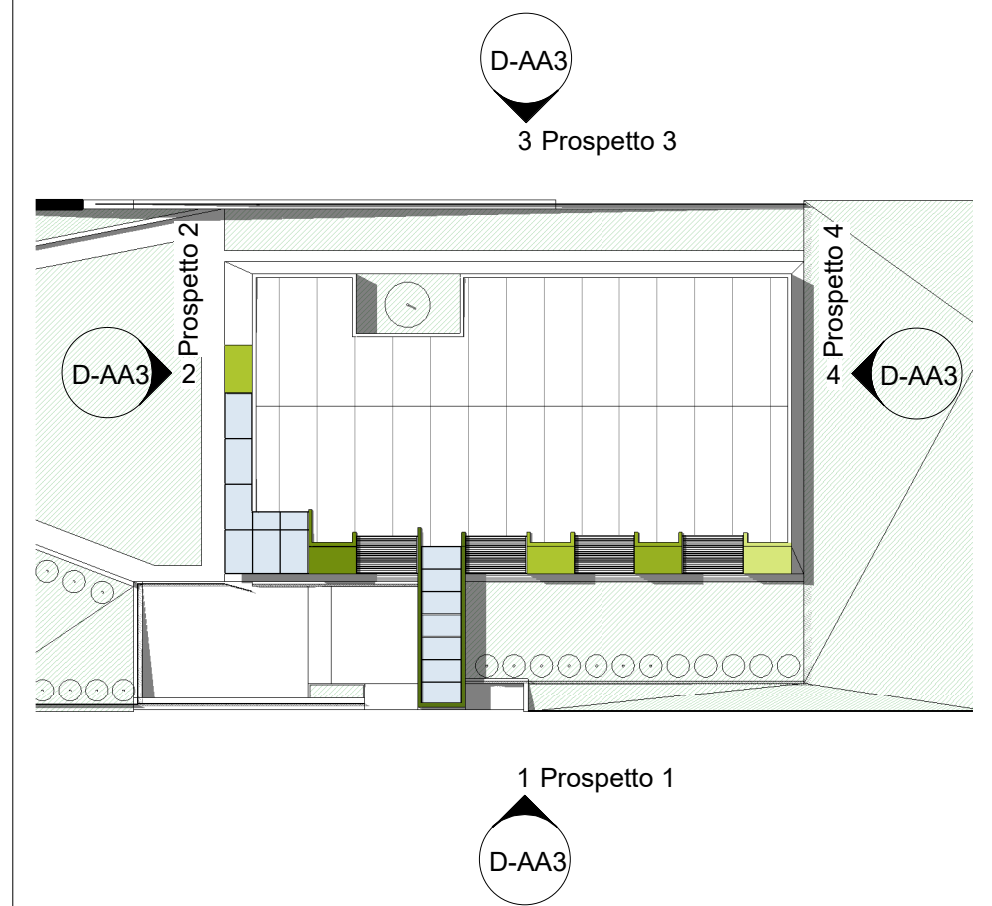 D-AA3
3 Prospetto 3
Prospetto 2
2
D-AA3
Prospetto 4
4
D-AA3
1 Prospetto 1
D-AA3